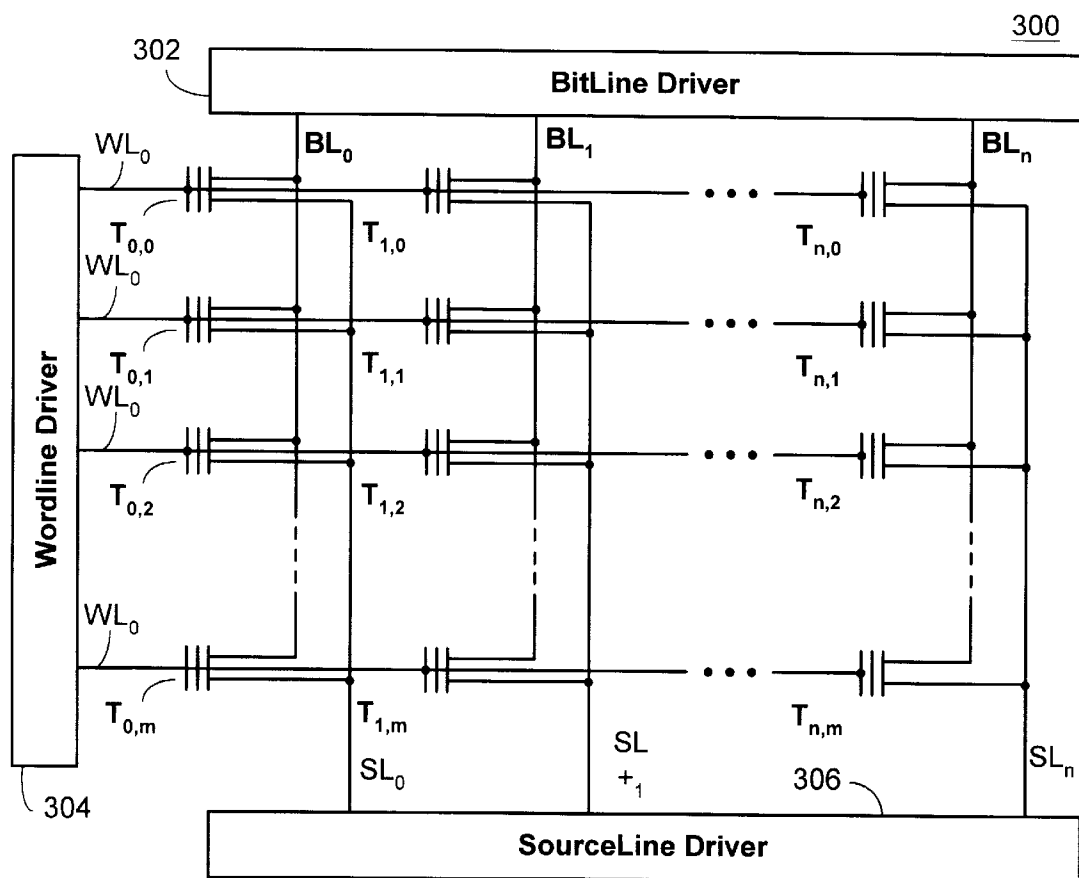 300
302
BitLine Driver
WL0 BL0 BL1 BLn
T0,0 T1,0 Tn,0
WL0
T0,1 T1,1 Tn,1
WL0
T0,2 T1,2 Tn,2
Wordline Driver
WL0
T0,m T1,m Tn,m
SL0 SL SLn
+1
304 306
SourceLine Driver